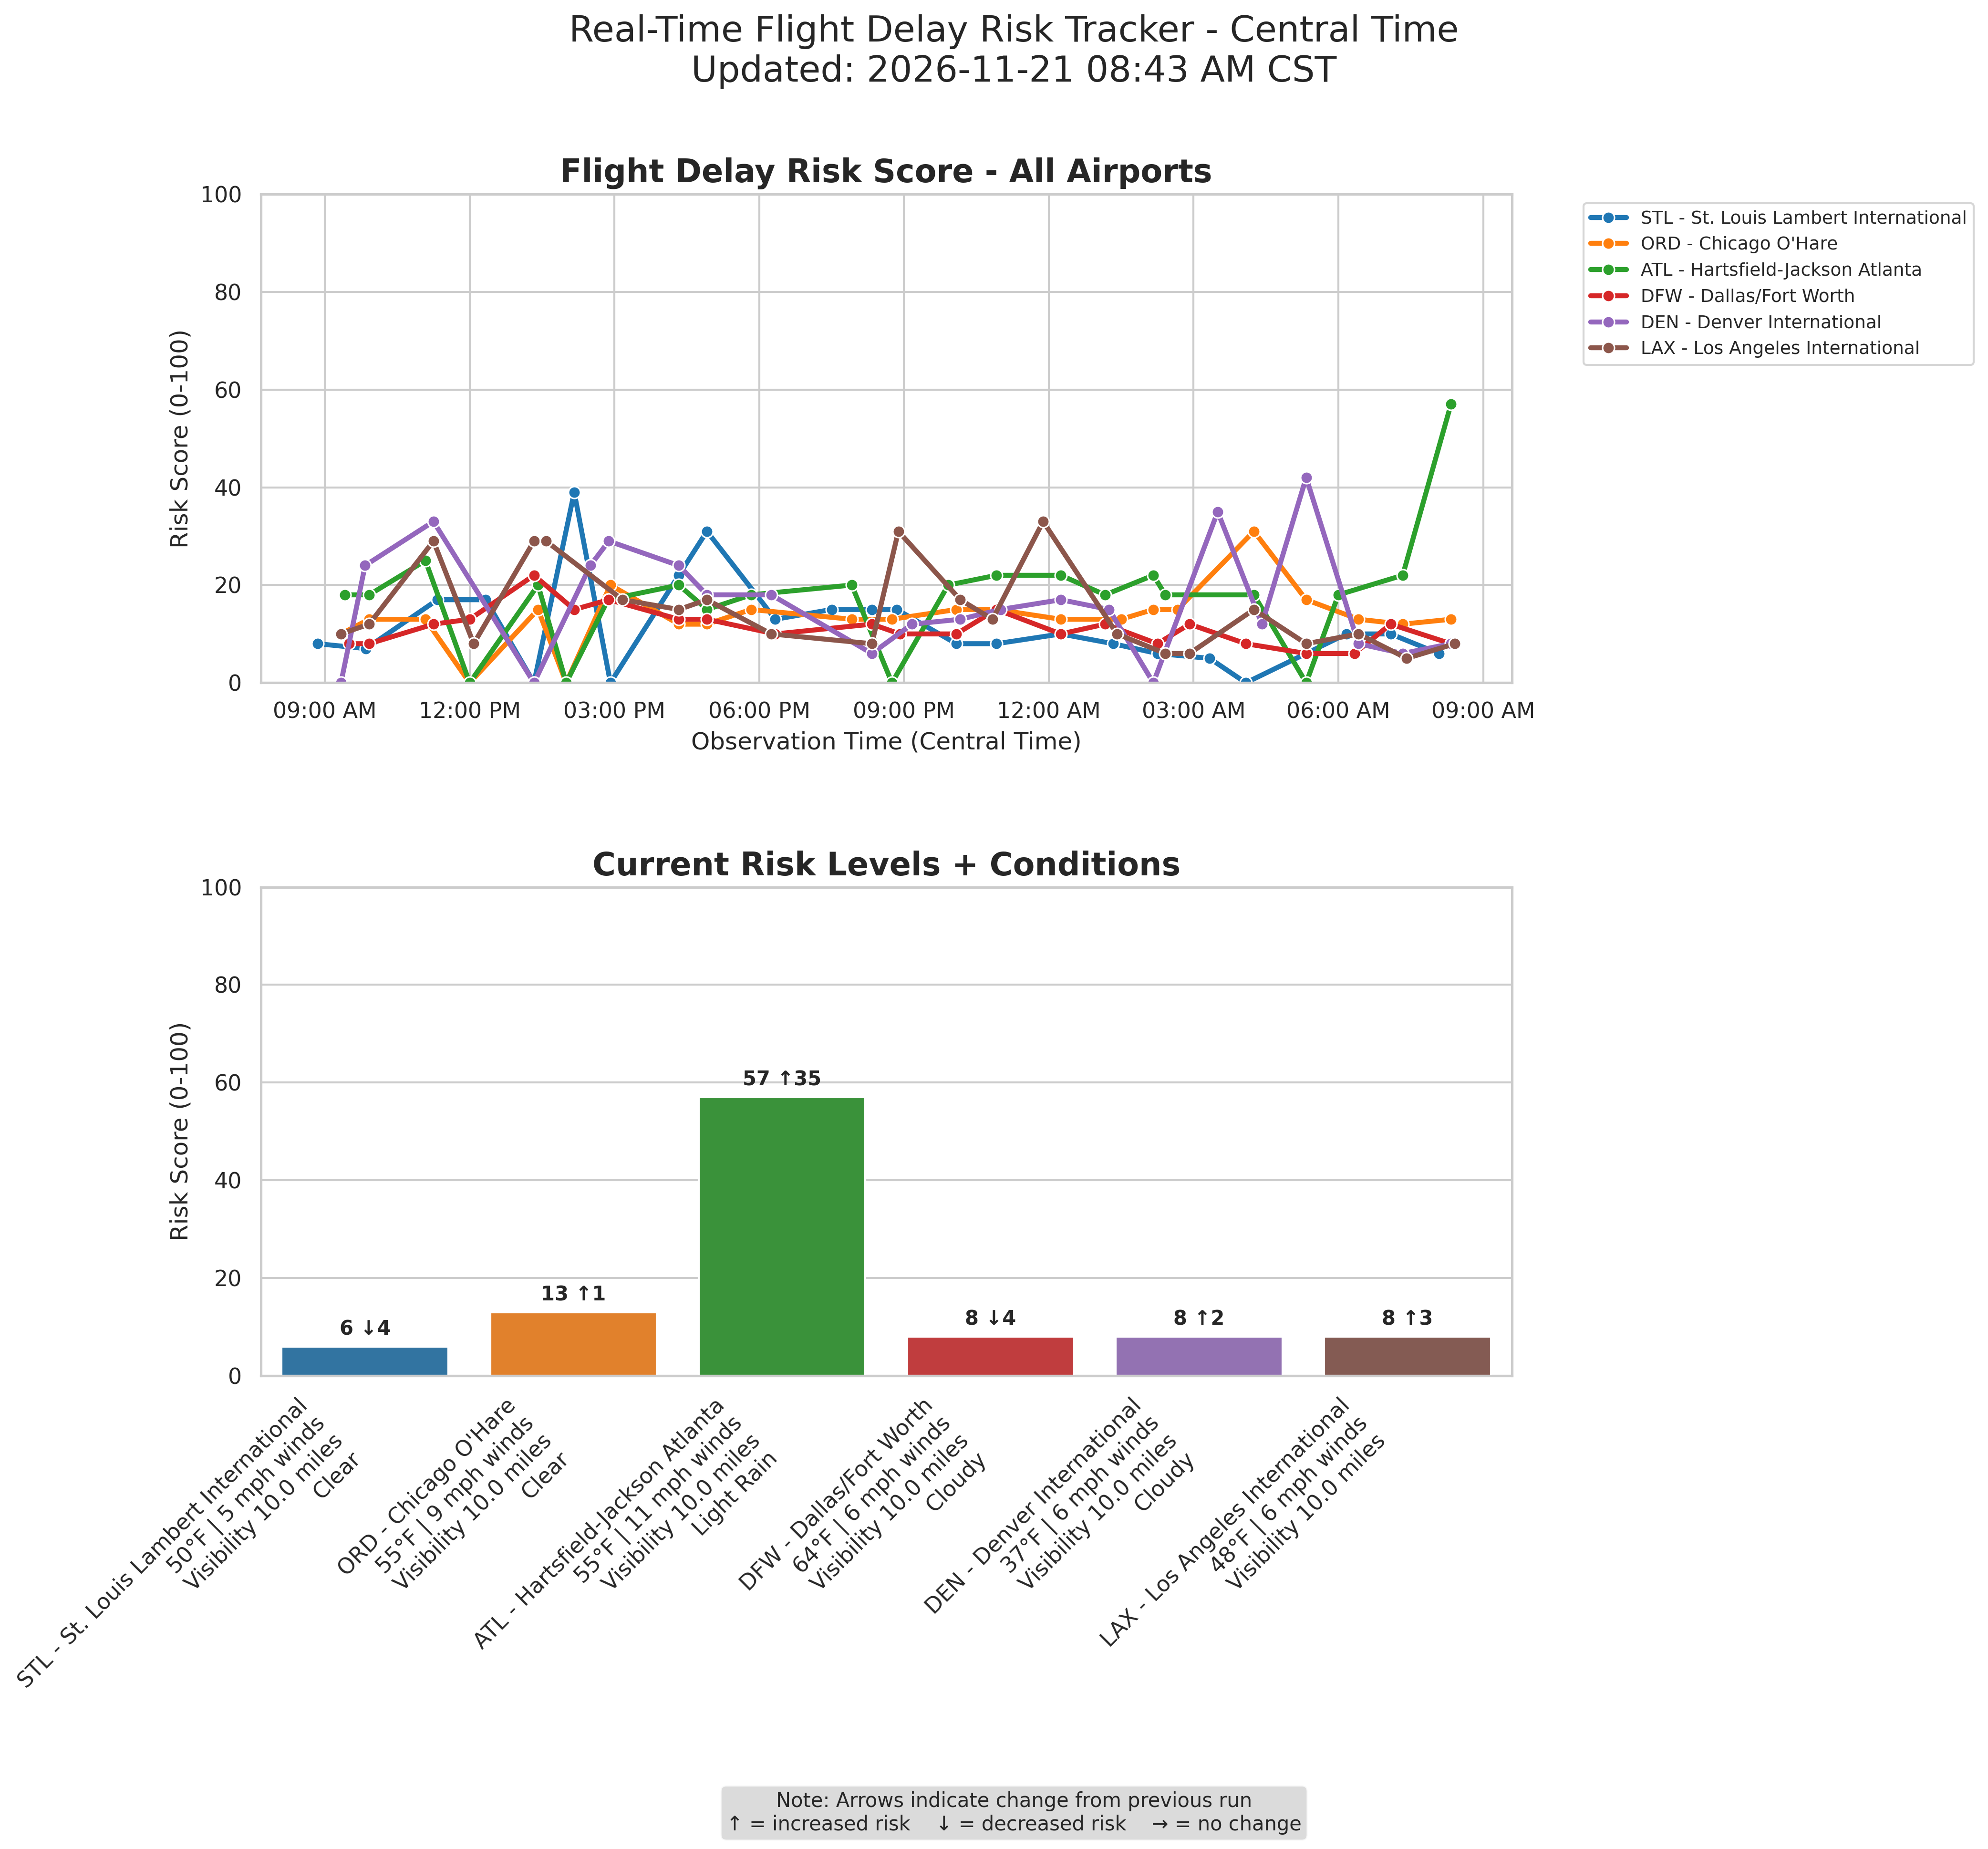 Real-Time Flight Delay Risk Tracker - Central Time
Updated: 2026-11-21 08:43 AM CST
Flight Delay Risk Score - All Airports
100
80
60
40
20
0
Risk Score (0-100)
09:00 AM
12:00 PM
03:00 PM
06:00 PM
09:00 PM
12:00 AM
03:00 AM
06:00 AM
09:00 AM
Observation Time (Central Time)
STL - St. Louis Lambert International
ORD - Chicago O'Hare
ATL - Hartsfield-Jackson Atlanta
DFW - Dallas/Fort Worth
DEN - Denver International
LAX - Los Angeles International
Current Risk Levels + Conditions
100
80
60
40
20
0
Risk Score (0-100)
6 ↓4
13 ↑1
57 ↑35
8 ↓4
8 ↑2
8 ↑3
STL - St. Louis Lambert International
50°F | 5 mph winds
Visibility 10.0 miles
Clear
ORD - Chicago O'Hare
55°F | 9 mph winds
Visibility 10.0 miles
Clear
ATL - Hartsfield-Jackson Atlanta
55°F | 11 mph winds
Visibility 10.0 miles
Light Rain
DFW - Dallas/Fort Worth
64°F | 6 mph winds
Visibility 10.0 miles
Cloudy
DEN - Denver International
37°F | 6 mph winds
Visibility 10.0 miles
Cloudy
LAX - Los Angeles International
48°F | 6 mph winds
Visibility 10.0 miles
Note: Arrows indicate change from previous run
↑ = increased risk ↓ = decreased risk → = no change